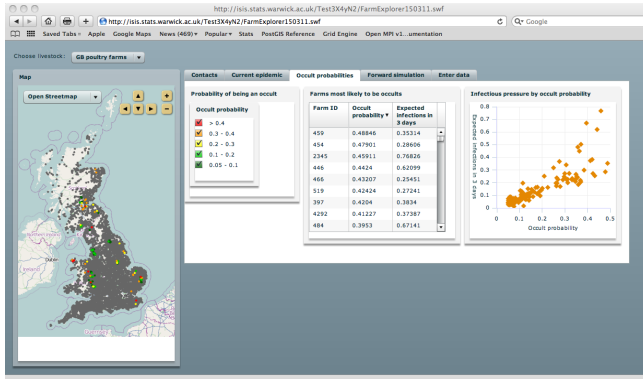 http://isis.stats.warwick.ac.uk/Test3X4yN2/FarmExplorer150311.swf
http://isis.stats.warwick.ac.uk/Test3X4yN2/FarmExplorer150311.swf
Google
Saved Tabs Apple Google Maps News (469) Popular Stats PostGIS Reference Grid Engine Open MPI v1...umentation
Choose livestock: GB poultry farms
Map
Open Streetmap
Contacts Current epidemic Occult probabilities Forward simulation Enter data
Probability of being an occult
Occult probability
> 0.4
0.3 - 0.4
0.2 - 0.3
0.1 - 0.2
0.05 - 0.1
Farms most likely to be occults
Farm ID Occult probability Expected infections in 3 days
459 0.48846 0.35314
454 0.47901 0.28606
2345 0.45911 0.76826
446 0.4424 0.62099
466 0.43207 0.25451
519 0.42424 0.27241
397 0.4204 0.3834
4292 0.41227 0.37387
484 0.3953 0.67141
Infectious pressure by occult probability
Expected infections in 3 days
0.8
0.7
0.6
0.5
0.4
0.3
0.2
0.1
0
0 0.1 0.2 0.3 0.4 0.5
Occult probability